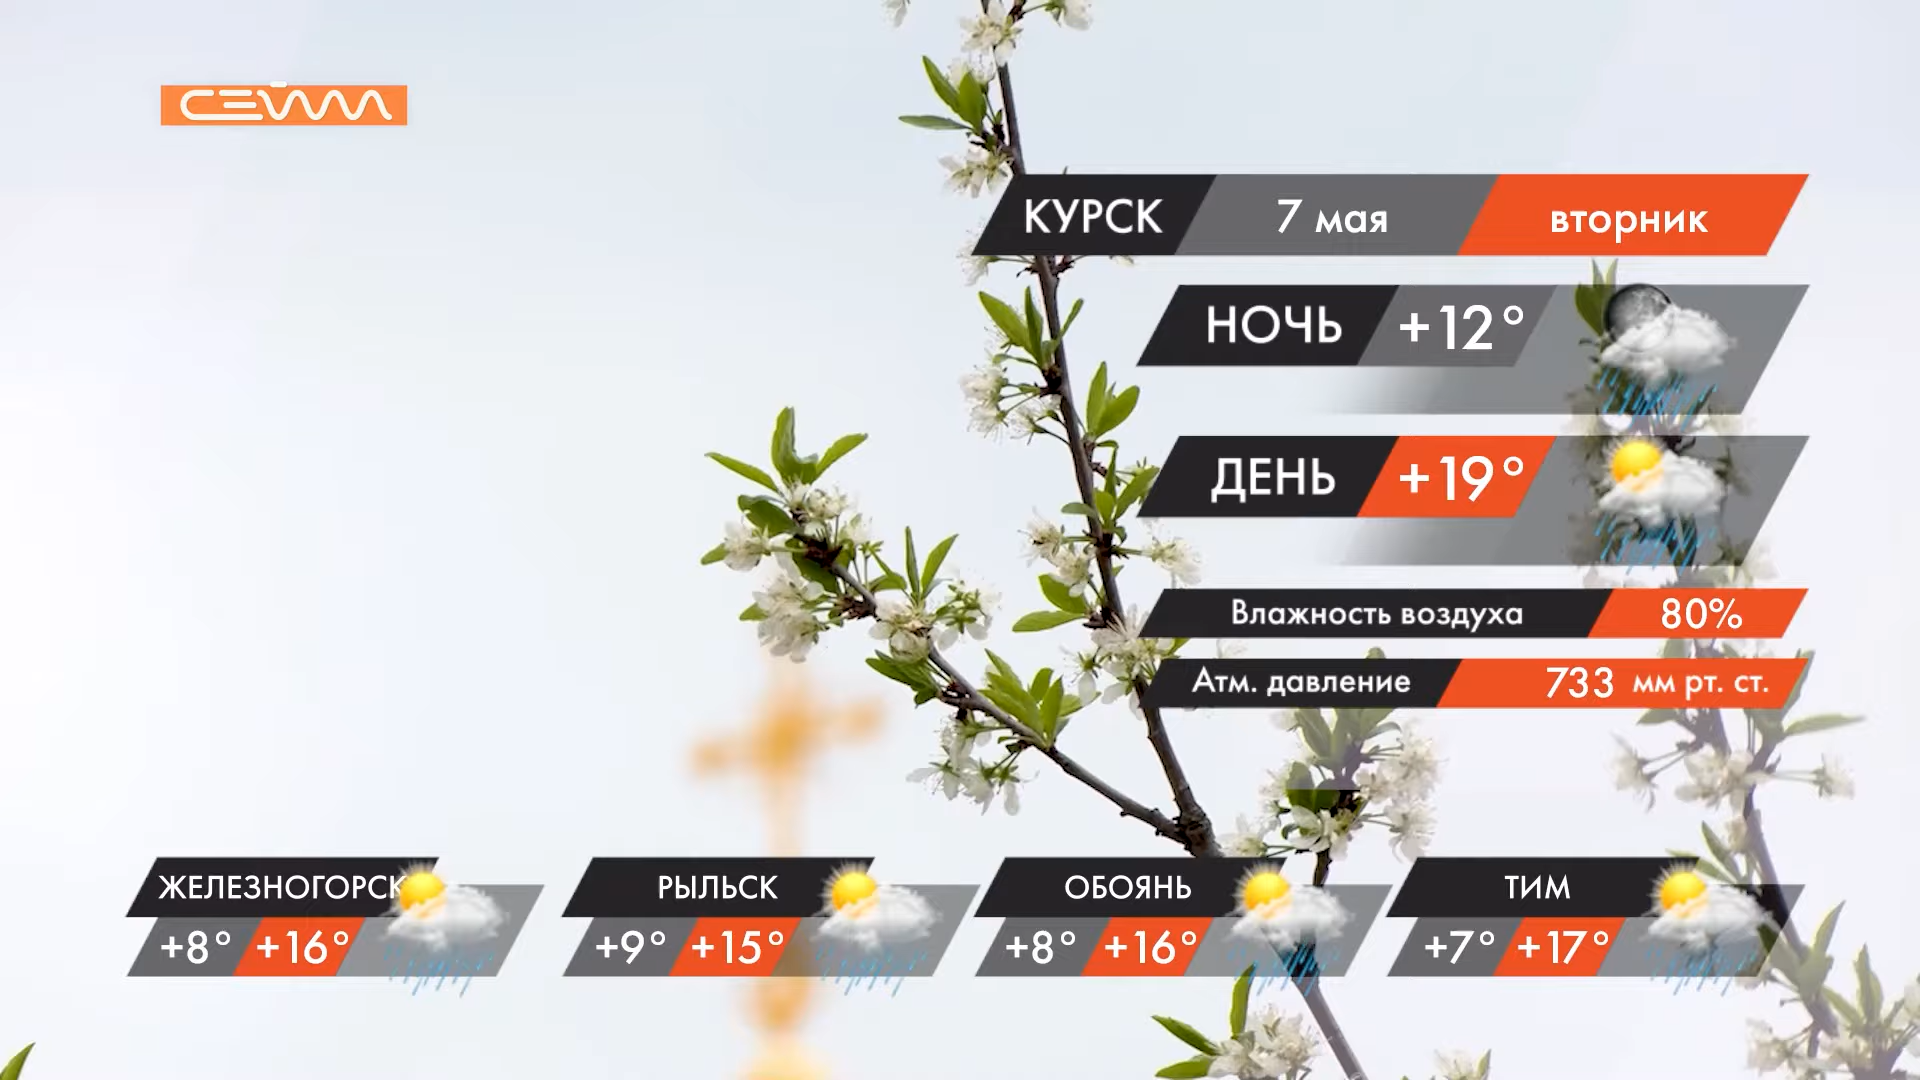 СЕЙМ
КУРСК 7 мая вторник
НОЧЬ +12°
ДЕНЬ +19°
Влажность воздуха 80%
Атм. давление 733 мм рт. ст.
ЖЕЛЕЗНОГОРСК
+8° +16°
РЫЛЬСК
+9° +15°
ОБОЯНЬ
+8° +16°
ТИМ
+7° +17°